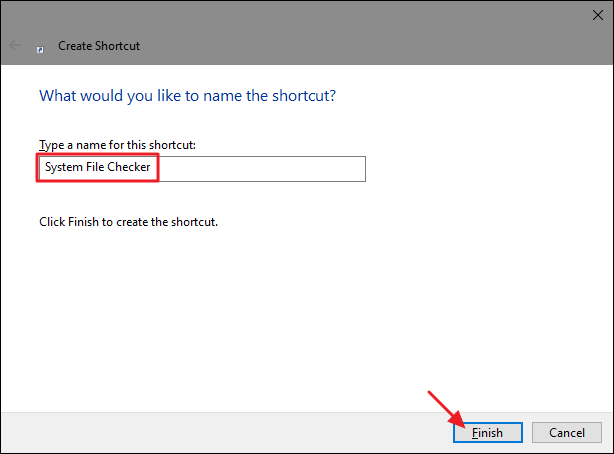 Create Shortcut
What would you like to name the shortcut?
Type a name for this shortcut:
System File Checker
Click Finish to create the shortcut.
Finish Cancel